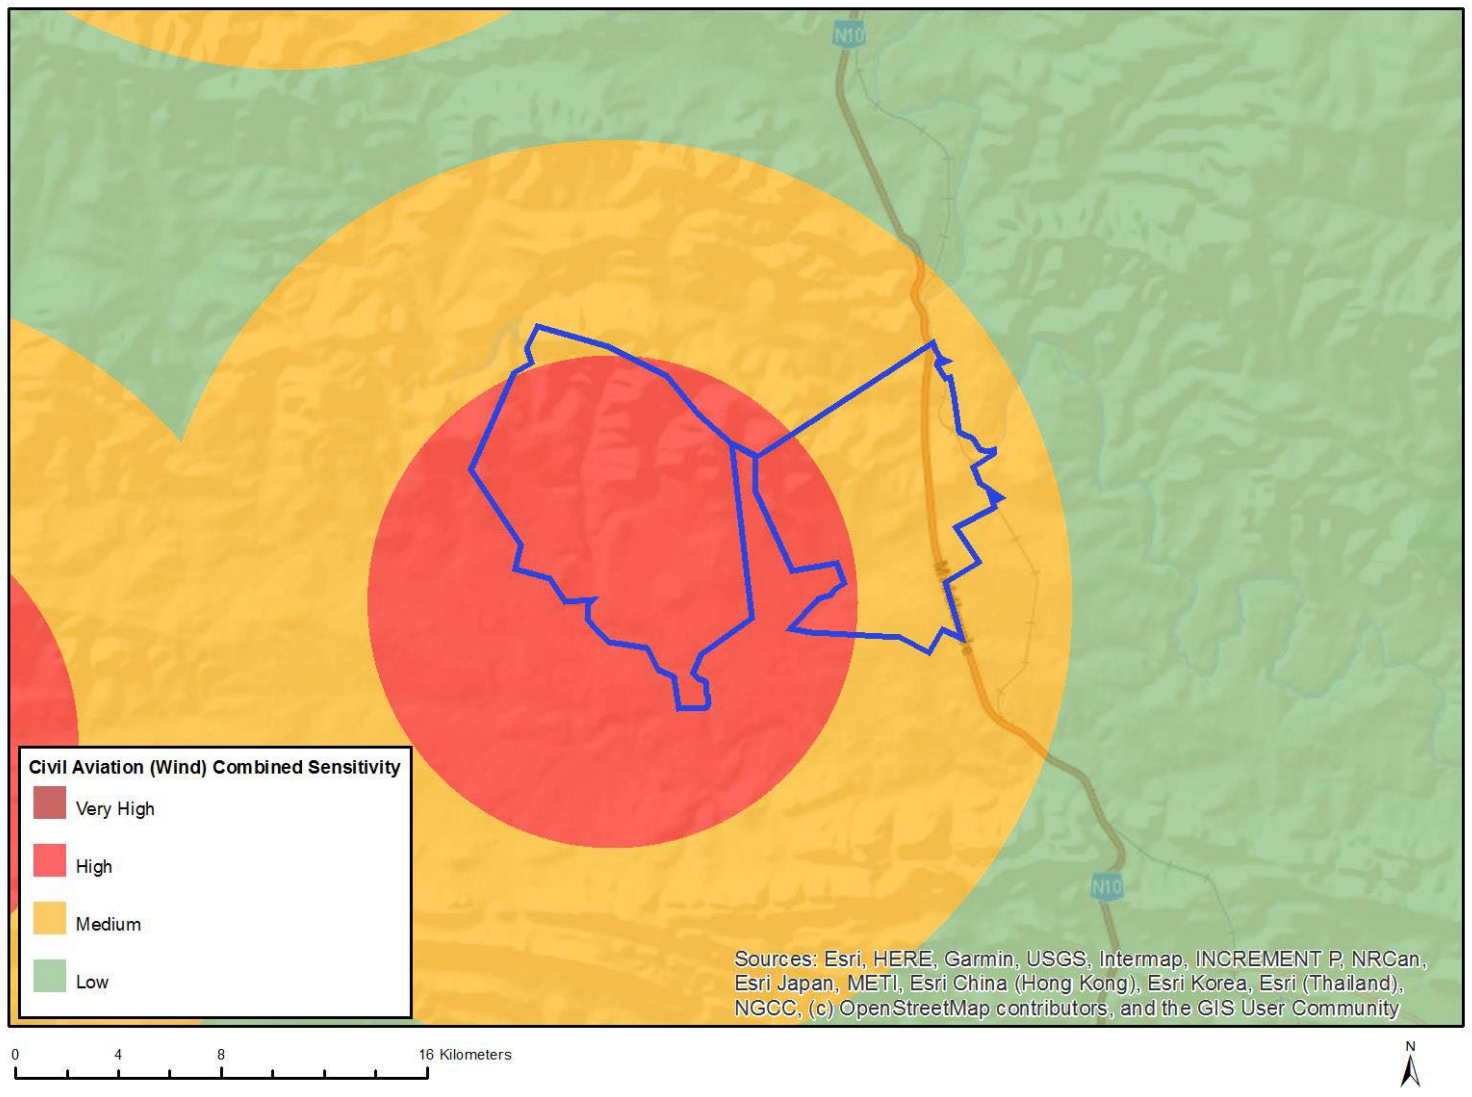 N10
N10
Civil Aviation (Wind) Combined Sensitivity
Very High
High
Medium
Low
Sources: Esri, HERE, Garmin, USGS, Intermap, INCREMENT P, NRCan,
Esri Japan, METI, Esri China (Hong Kong), Esri Korea, Esri (Thailand),
NGCC, (c) OpenStreetMap contributors, and the GIS User Community
0 4 8 16 Kilometers
N